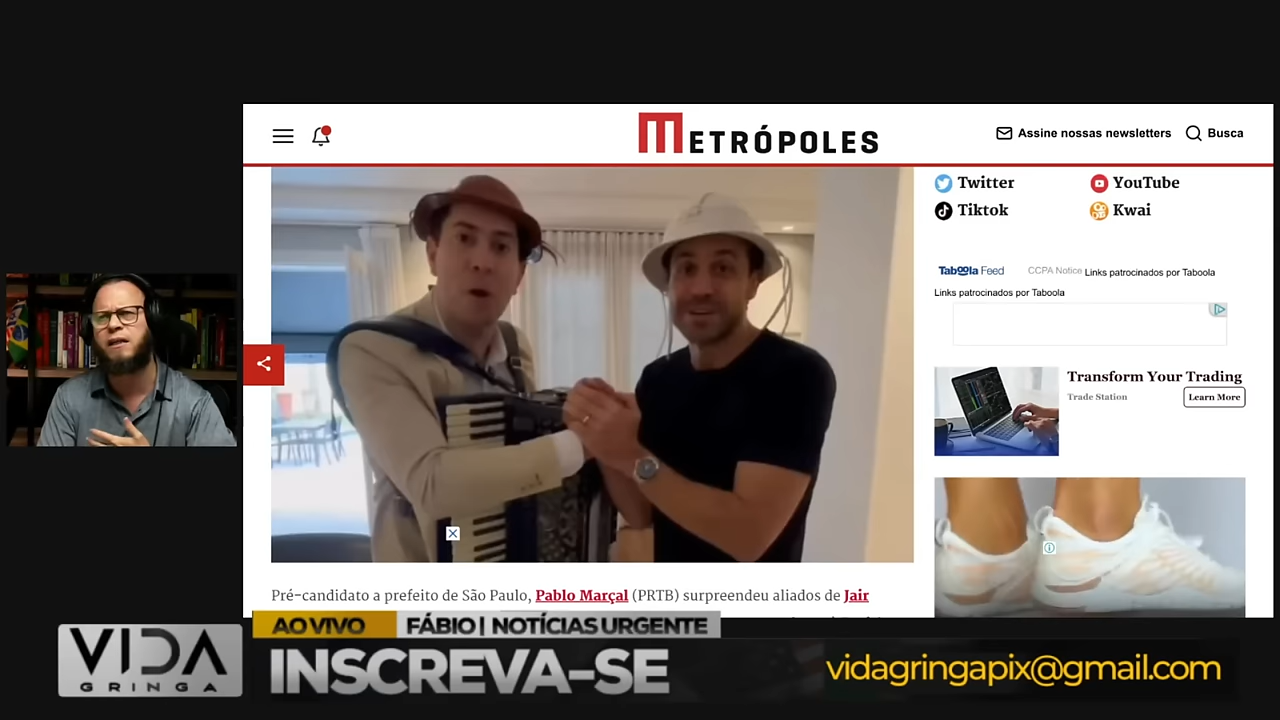 METRÓPOLES
Assine nossas newsletters
Busca
Twitter
YouTube
Tiktok
Kwai
Taboola Feed
CCPA Notice
Links patrocinados por Taboola
Links patrocinados por Taboola
Transform Your Trading
Trade Station
Learn More
Pré-candidato a prefeito de São Paulo, Pablo Marçal (PRTB) surpreendeu aliados de Jair
AO VIVO
FÁBIO | NOTÍCIAS URGENTE
VIDA
GRINGA
INSCREVA-SE
vidagringapix@gmail.com